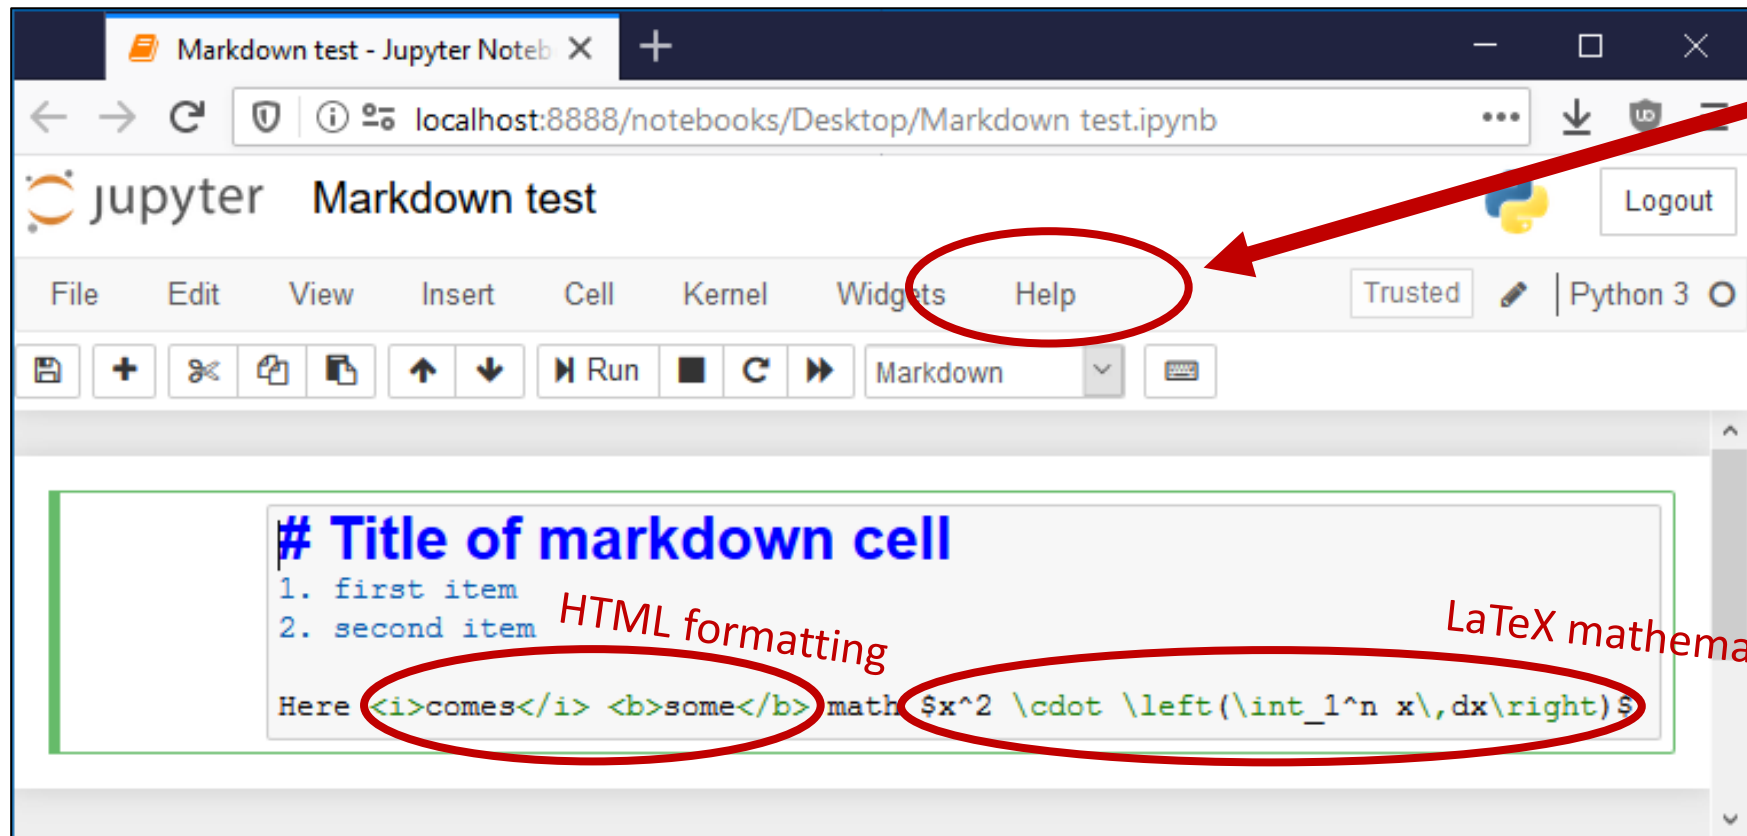 Markdown test - Jupyter Noteb
localhost:8888/notebooks/Desktop/Markdown test.ipynb
jupyter Markdown test Logout
File Edit View Insert Cell Kernel Widgets Help Trusted Python 3
Run Markdown
# Title of markdown cell
1. first item
2. second item
HTML formatting
LaTeX mathema
Here <i>comes</i> <b>some</b> math $x^2 \cdot \left(\int_1^n x\,dx\right)$